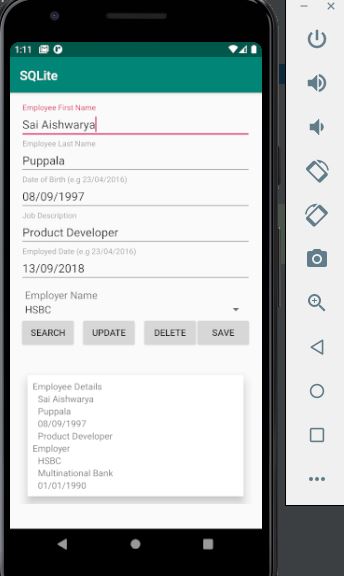 1:11
SQLite
Employee First Name
Sai Aishwarya
Employee Last Name
Puppala
Date of Birth (e.g 23/04/2016)
08/09/1997
Job Description
Product Developer
Employed Date (e.g 23/04/2016)
13/09/2018
Employer Name
HSBC
SEARCH UPDATE DELETE SAVE
Employee Details
Sai Aishwarya
Puppala
08/09/1997
Product Developer
Employer
HSBC
Multinational Bank
01/01/1990